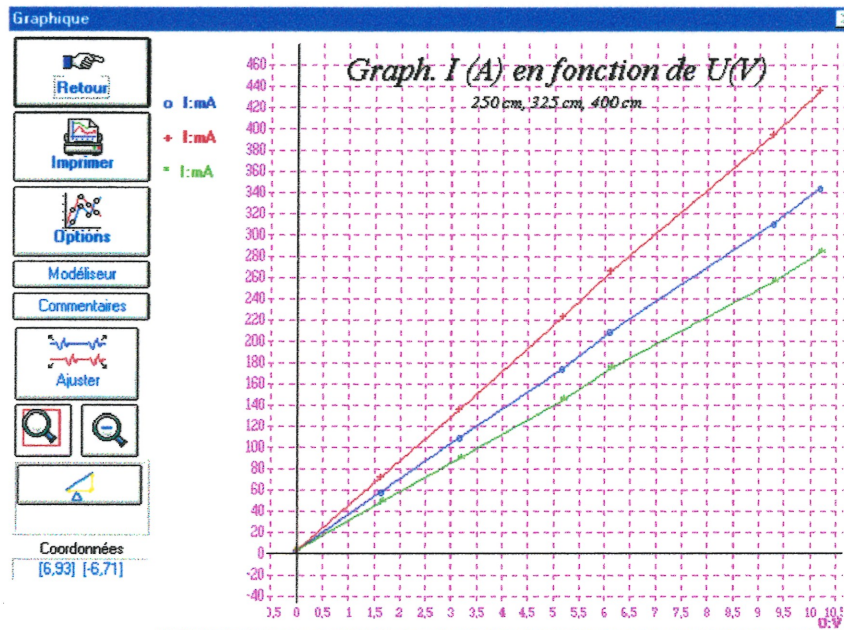 Graphique
Retour
Imprimer
Options
Modéliseur
Commentaires
Ajuster
Coordonnées
[6,93] [-6,71]
o I:mA
+ I:mA
* I:mA
Graph. I (A) en fonction de U(V)
250 cm, 325 cm, 400 cm
460
440
420
400
380
360
340
320
300
280
260
240
220
200
180
160
140
120
100
80
60
40
20
0
-20
-40
3,5 0 0,5 1 1,5 2 2,5 3 3,5 4 4,5 5 5,5 6 6,5 7 7,5 8 8,5 9 9,5 10 10,5
U:V